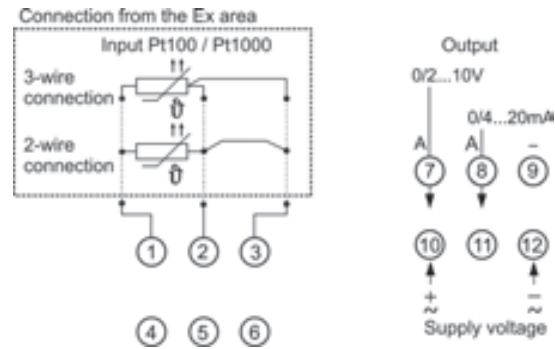 Connection from the Ex area
Input Pt100 / Pt1000
3-wire
connection
2-wire
connection
1 2 3
4 5 6
Output
0/2...10V
0/4...20mA
A A –
7 8 9
10 11 12
+ –
~ ~
Supply voltage